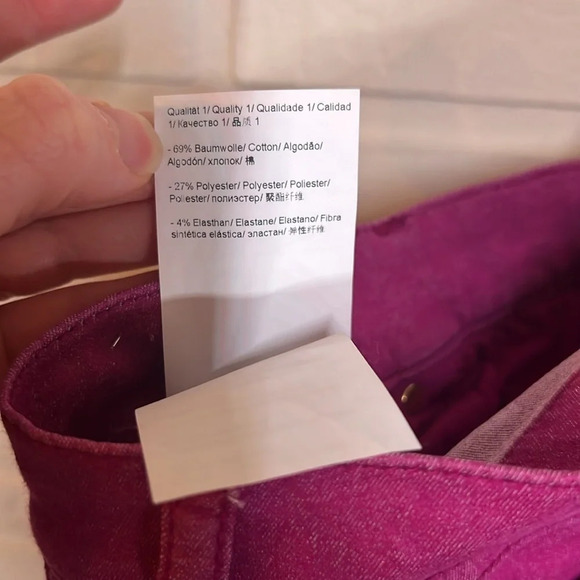 Qualität 1/ Quality 1/ Qualidade 1/ Calidad
1/ Качество 1/ 品质 1
- 69% Baumwolle/ Cotton/ Algodão/
Algodón/ хлопок/ 棉
- 27% Polyester/ Polyester/ Poliester/
Poliester/ полиэстер/ 聚酯纤维
- 4% Elasthan/ Elastane/ Elastano/ Fibra
sintética elástica/ эластан/ 弹性纤维